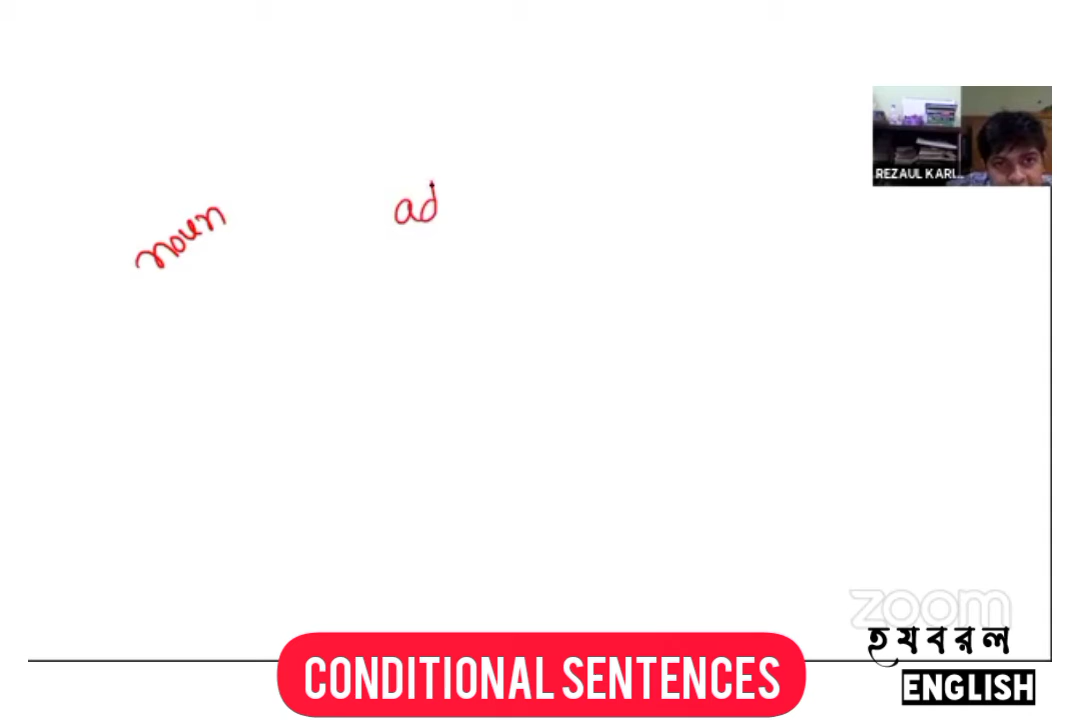 REZAUL KARI...
noun
ad
zoom
হযবরল
ENGLISH
CONDITIONAL SENTENCES